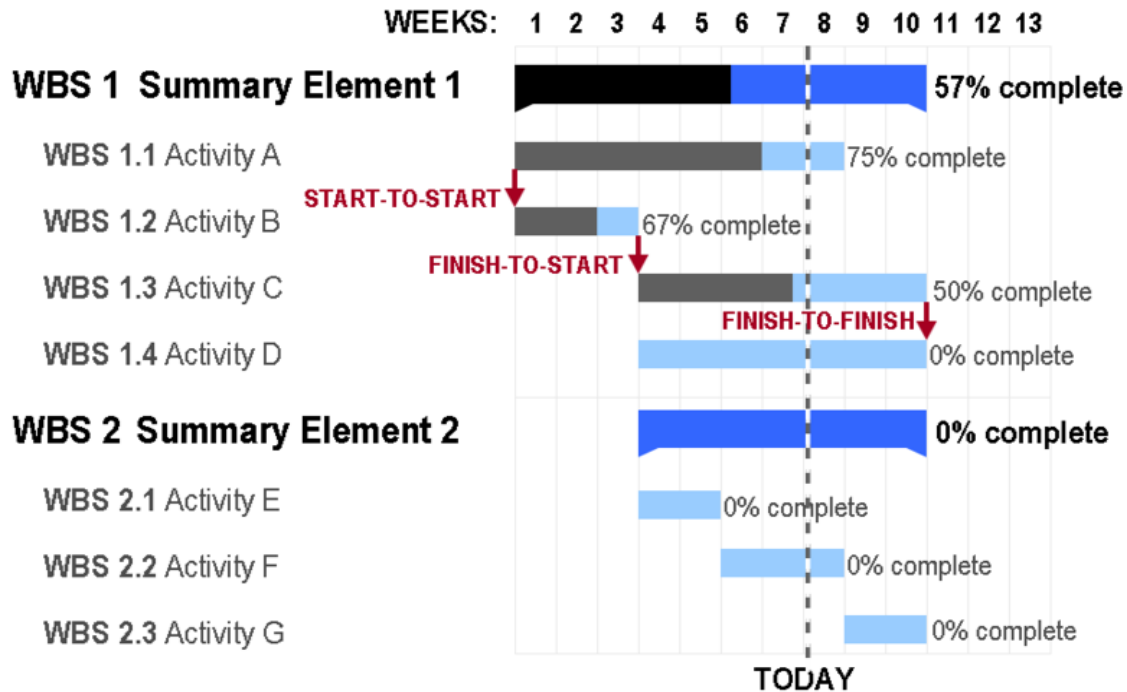 WEEKS: 1 2 3 4 5 6 7 8 9 10 11 12 13
WBS 1 Summary Element 1 57% complete
WBS 1.1 Activity A 75% complete
START-TO-START
WBS 1.2 Activity B 67% complete
FINISH-TO-START
WBS 1.3 Activity C 50% complete
FINISH-TO-FINISH
WBS 1.4 Activity D 0% complete
WBS 2 Summary Element 2 0% complete
WBS 2.1 Activity E 0% complete
WBS 2.2 Activity F 0% complete
WBS 2.3 Activity G 0% complete
TODAY